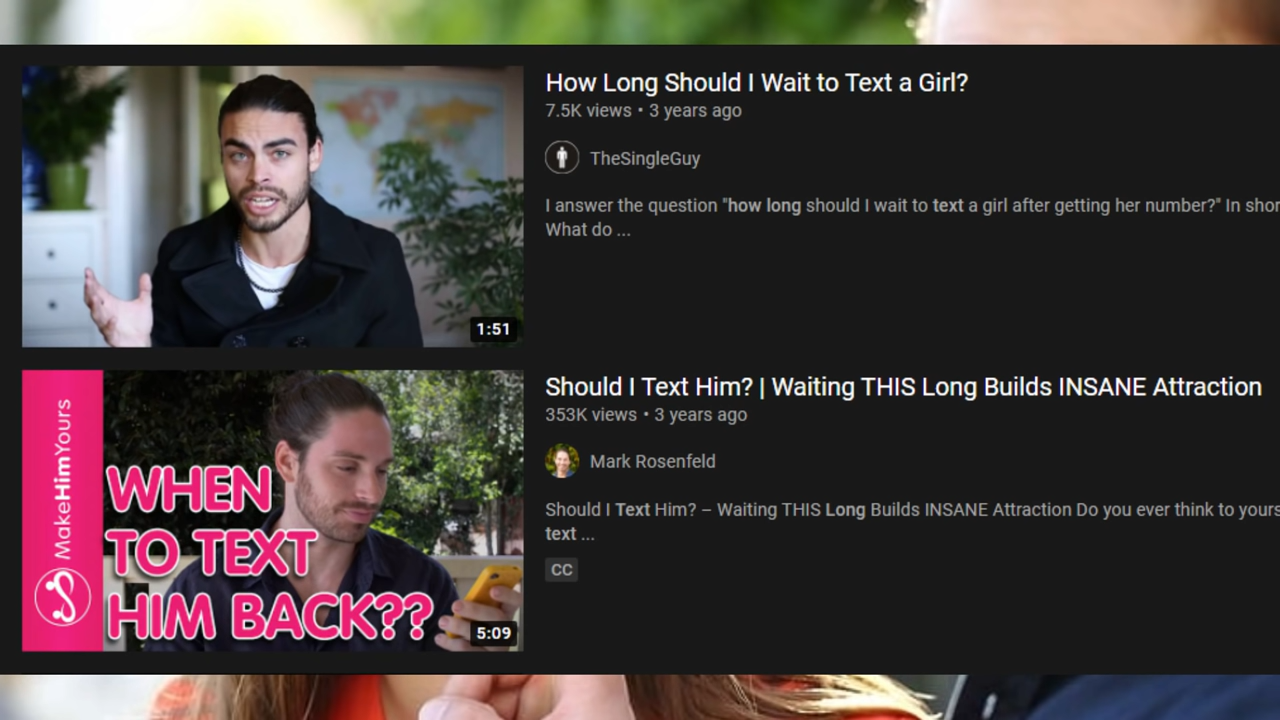 How Long Should I Wait to Text a Girl?
7.5K views • 3 years ago
TheSingleGuy
I answer the question "how long should I wait to text a girl after getting her number?" In shor
What do ...
1:51
Should I Text Him? | Waiting THIS Long Builds INSANE Attraction
353K views • 3 years ago
Mark Rosenfeld
Should I Text Him? – Waiting THIS Long Builds INSANE Attraction Do you ever think to yours
text ...
CC
MakeHimYours
WHEN
TO TEXT
HIM BACK??
5:09